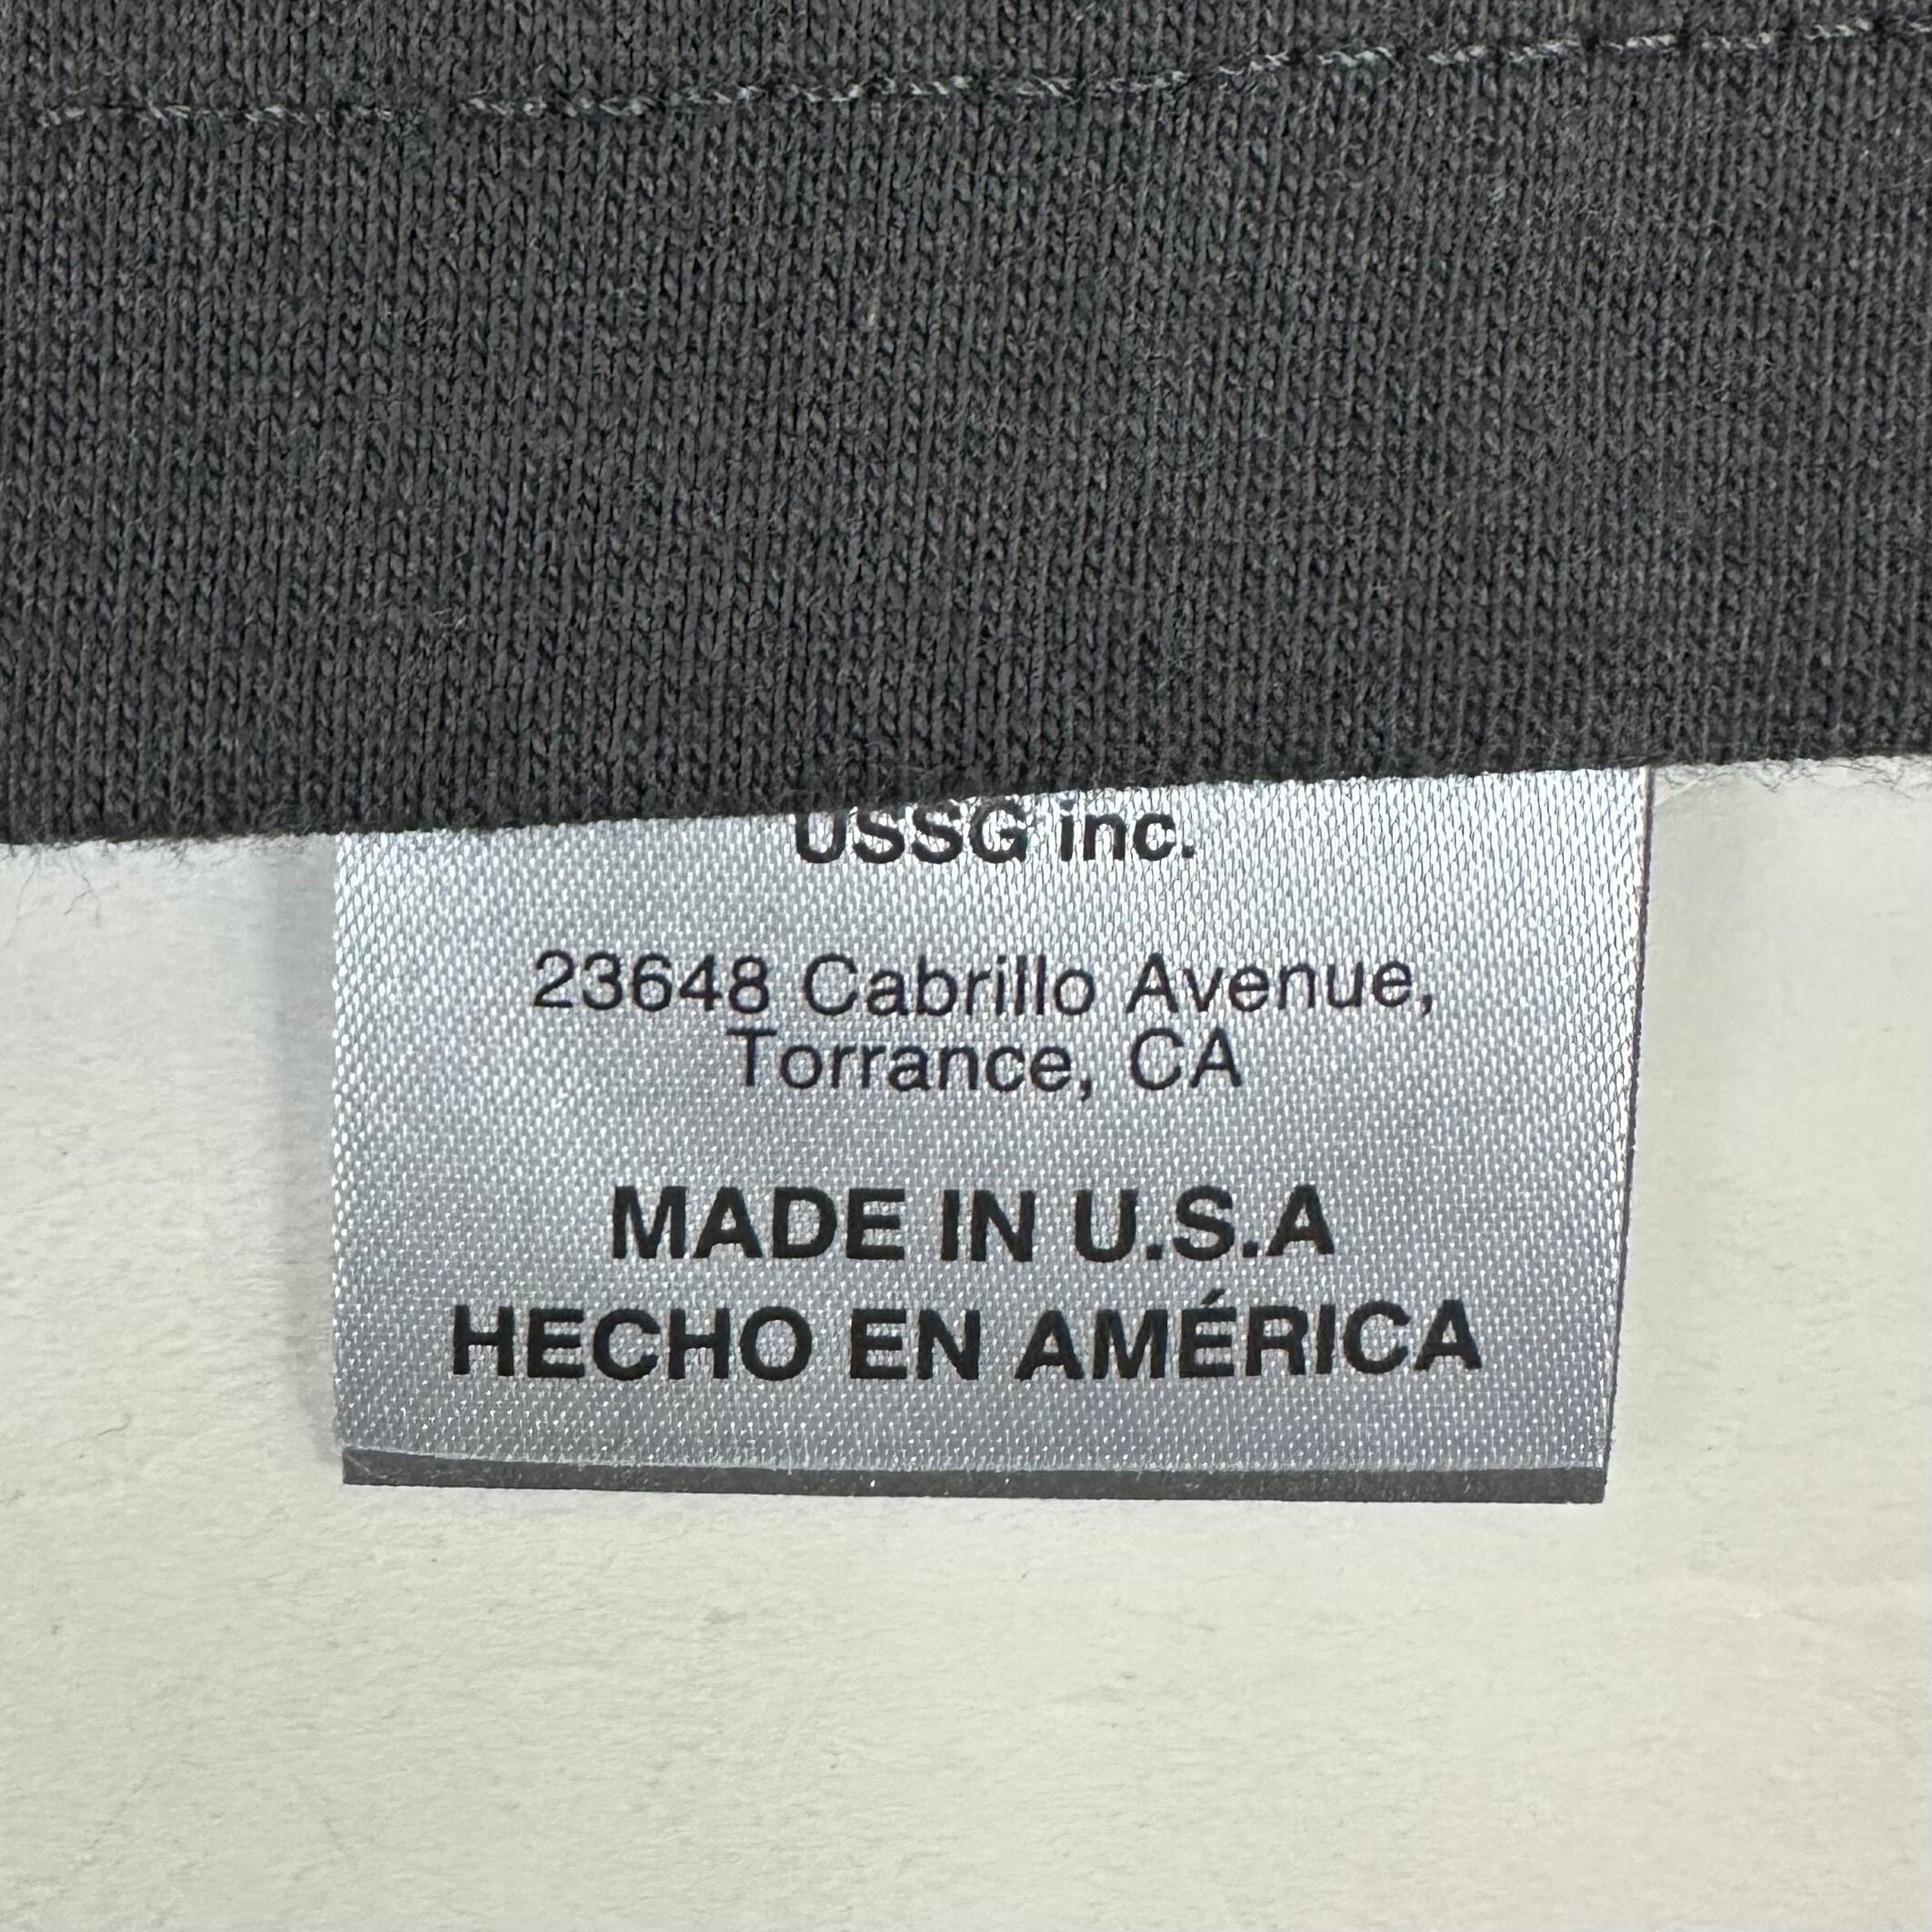 USSG inc.
23648 Cabrillo Avenue,
Torrance, CA
MADE IN U.S.A
HECHO EN AMÉRICA